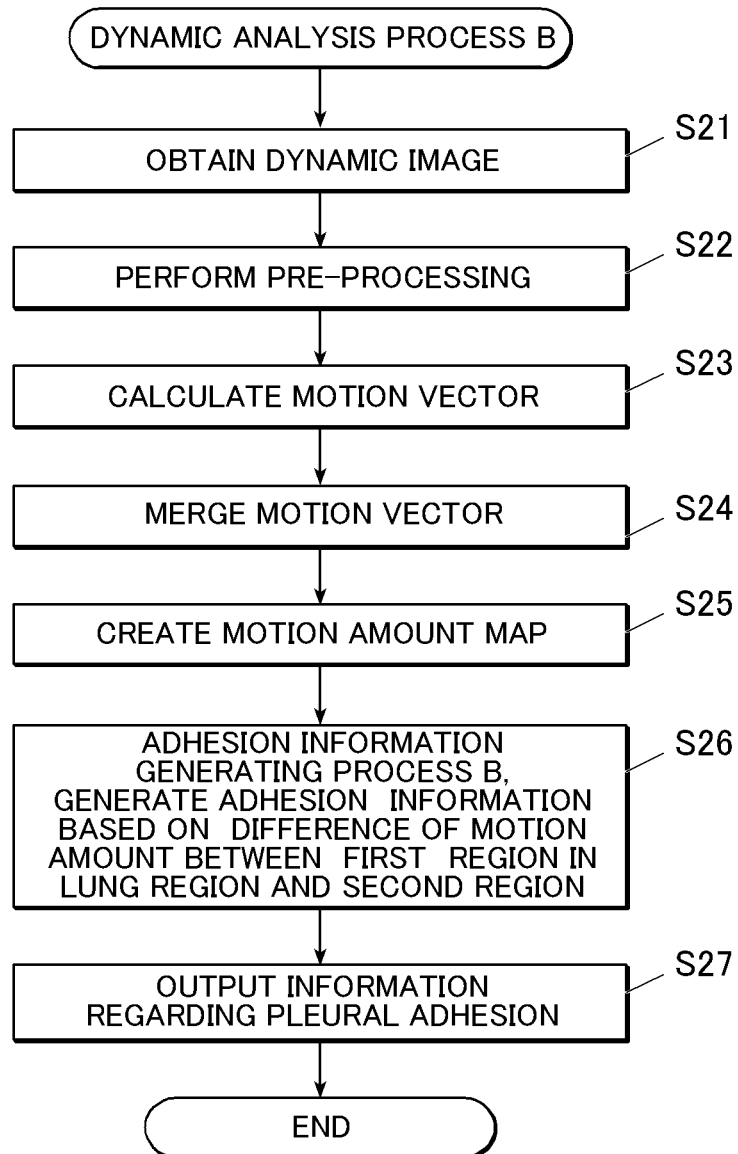 DYNAMIC ANALYSIS PROCESS B
S21
OBTAIN DYNAMIC IMAGE
S22
PERFORM PRE-PROCESSING
S23
CALCULATE MOTION VECTOR
S24
MERGE MOTION VECTOR
S25
CREATE MOTION AMOUNT MAP
S26
ADHESION INFORMATION
GENERATING PROCESS B,
GENERATE ADHESION INFORMATION
BASED ON DIFFERENCE OF MOTION
AMOUNT BETWEEN FIRST REGION IN
LUNG REGION AND SECOND REGION
S27
OUTPUT INFORMATION
REGARDING PLEURAL ADHESION
END